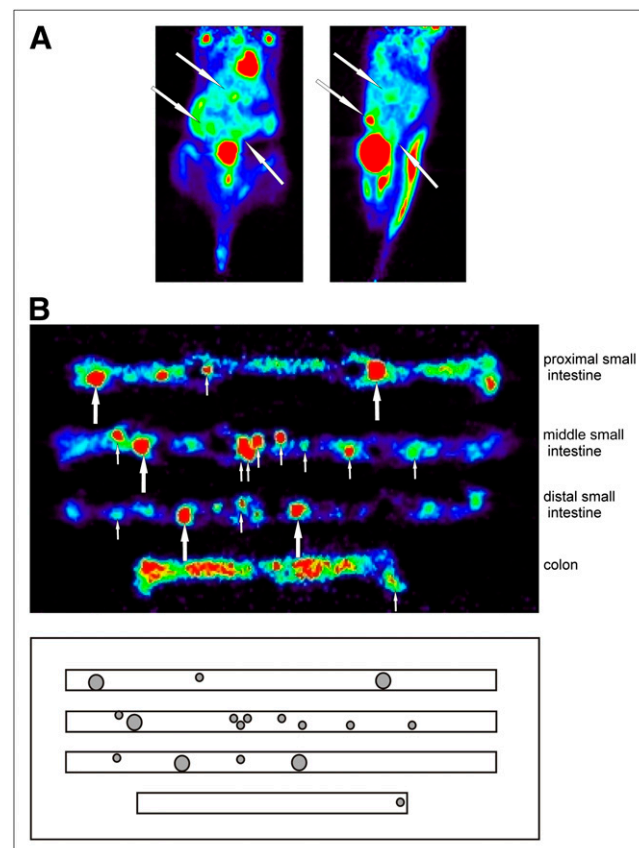 A
B
proximal small
intestine
middle small
intestine
distal small
intestine
colon